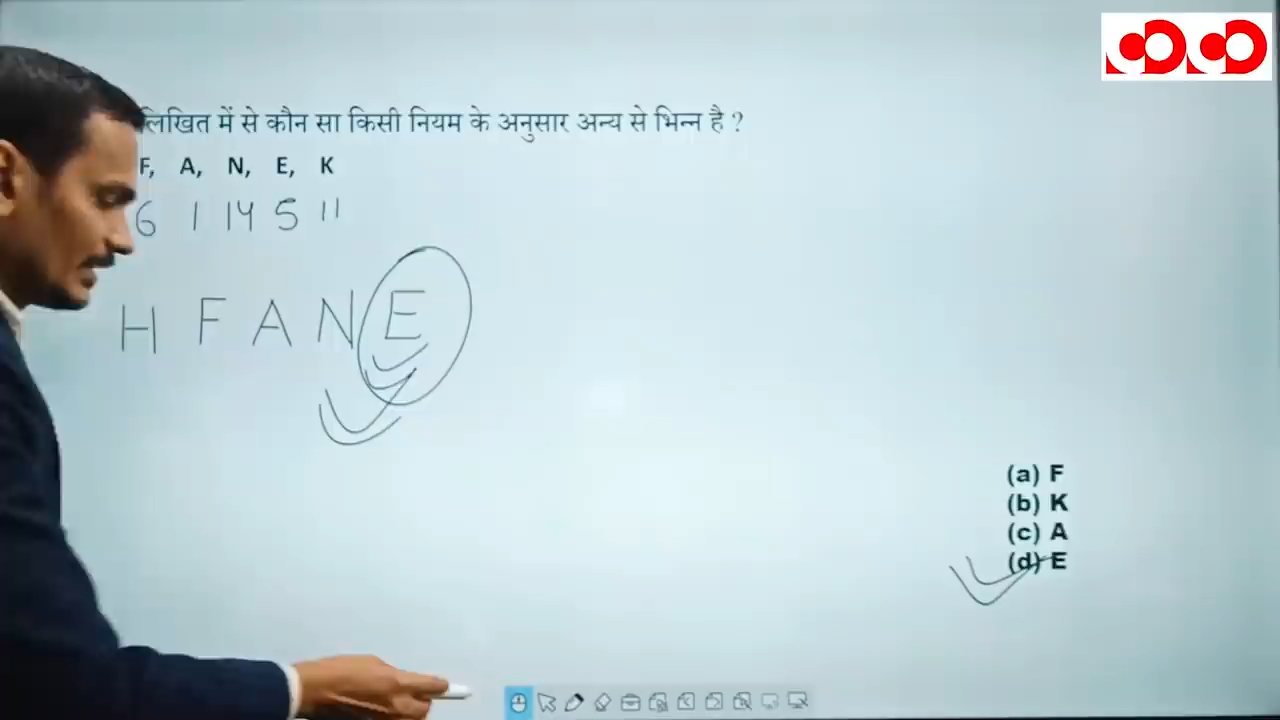 लिखित में से कौन सा किसी नियम के अनुसार अन्य से भिन्न है ?
F, A, N, E, K
6 1 14 5 11
H F A N E
(a) F
(b) K
(c) A
(d) E